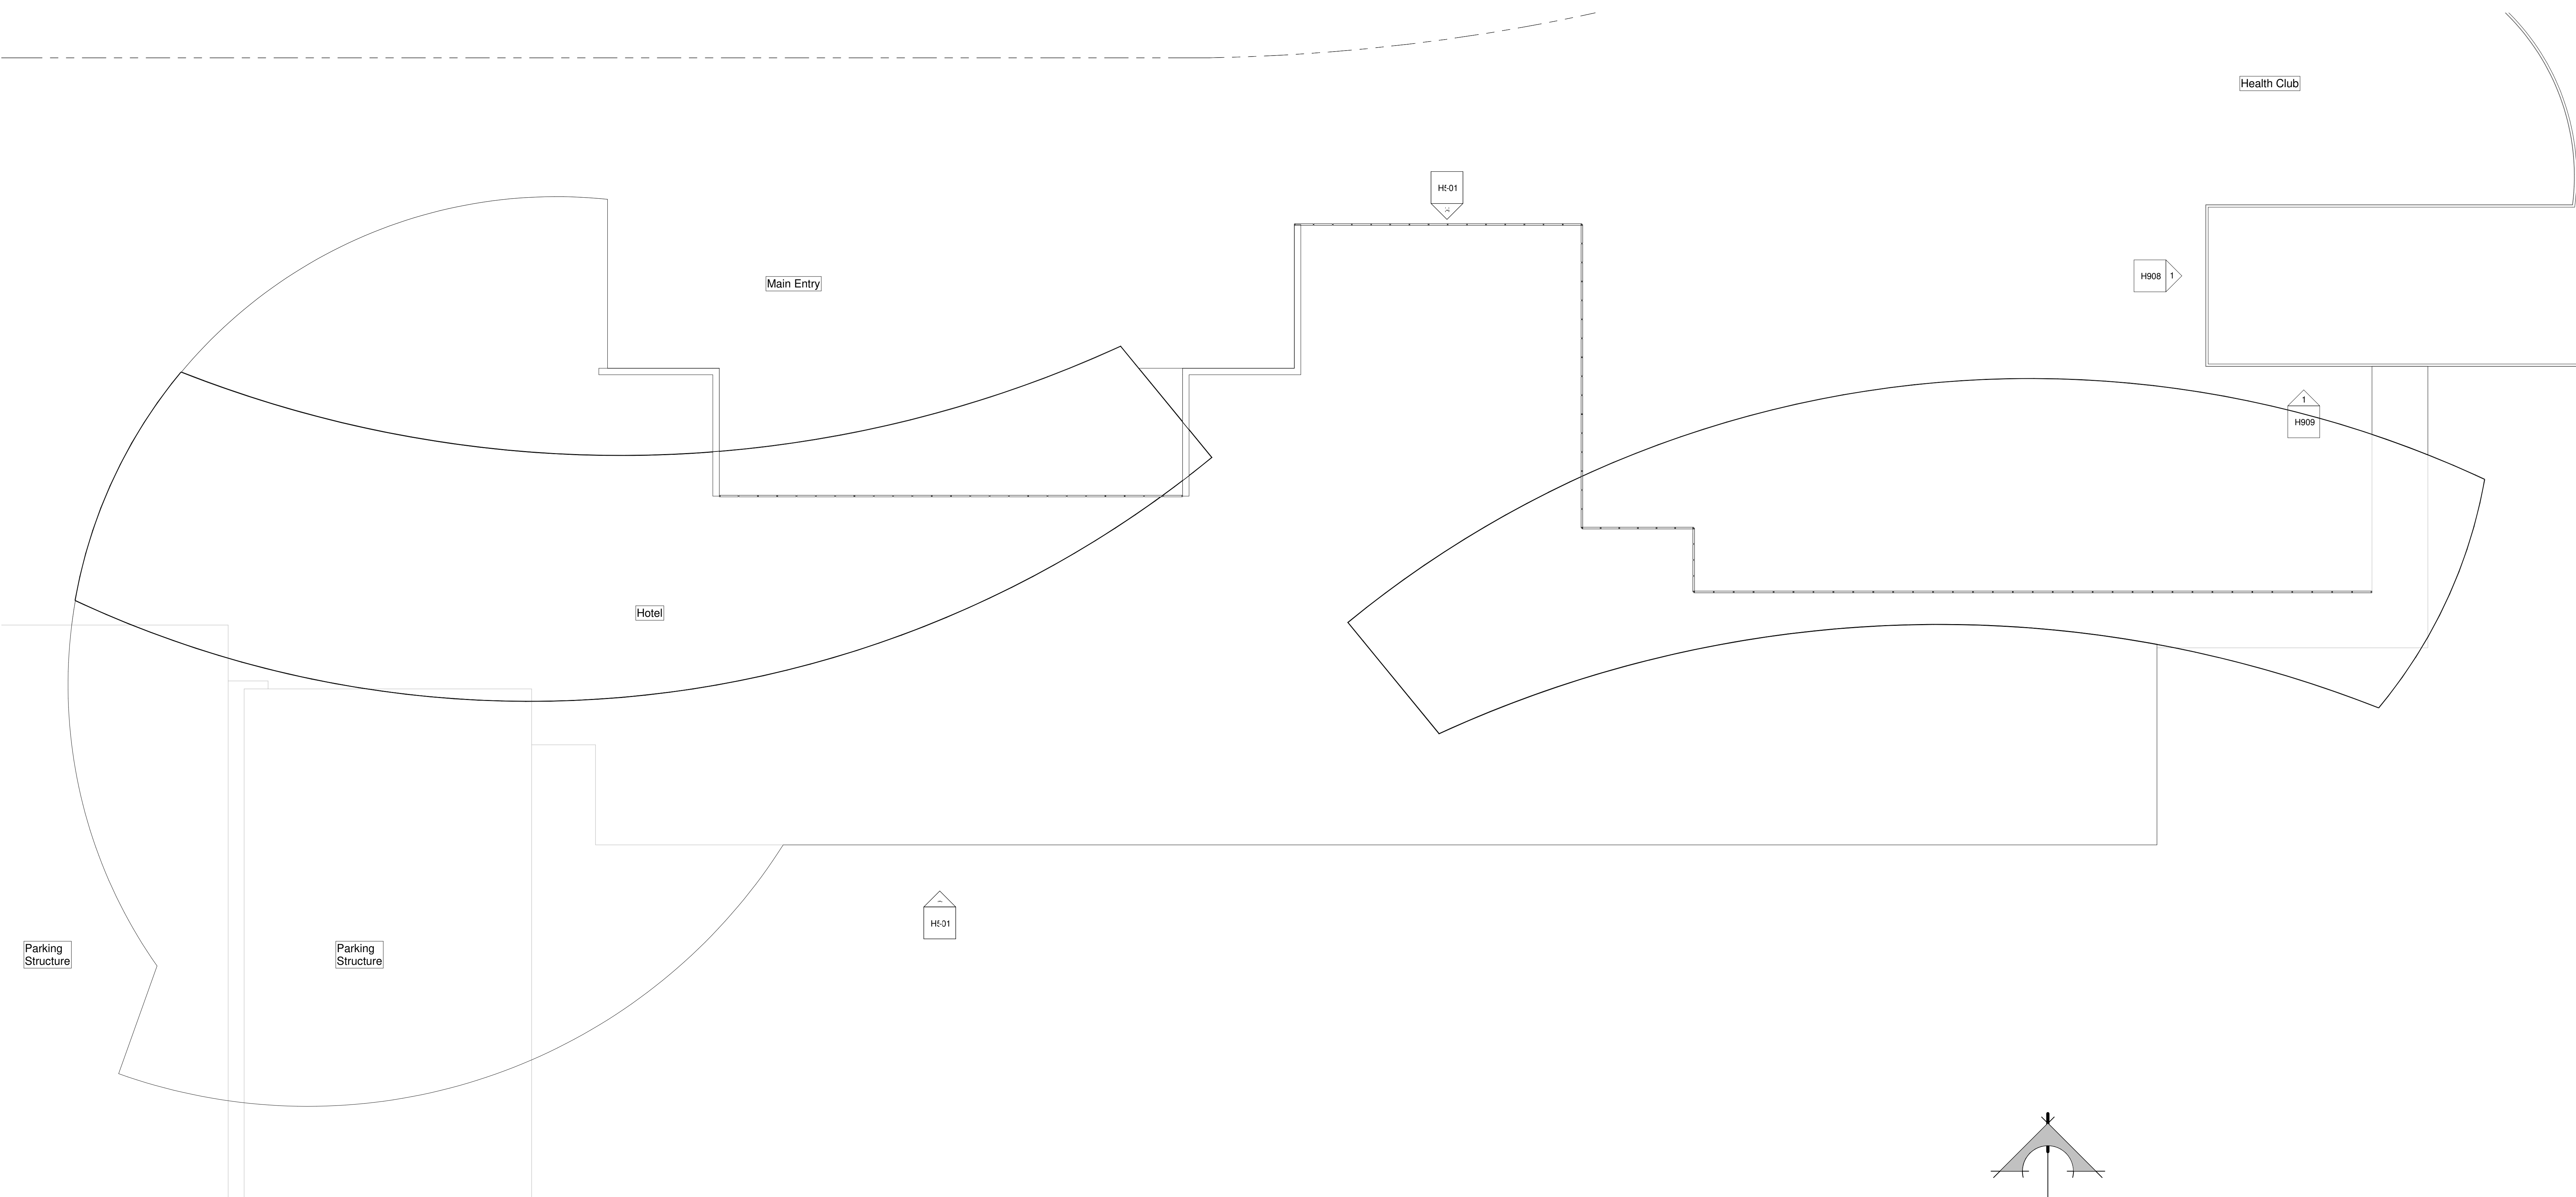 Health Club
Main Entry
H908
1
1
H909
Hotel
Parking
Structure
Parking
Structure